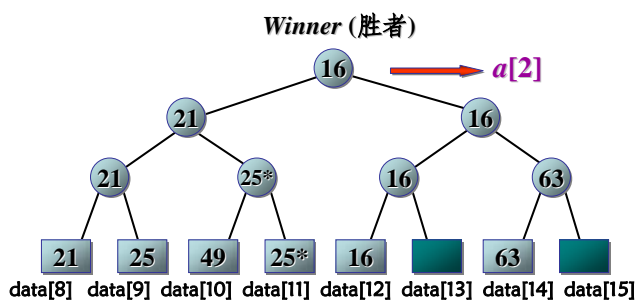 Winner (胜者)
16 a[2]
21 16
21 25* 16 63
21 25 49 25* 16 63
data[8] data[9] data[10] data[11] data[12] data[13] data[14] data[15]